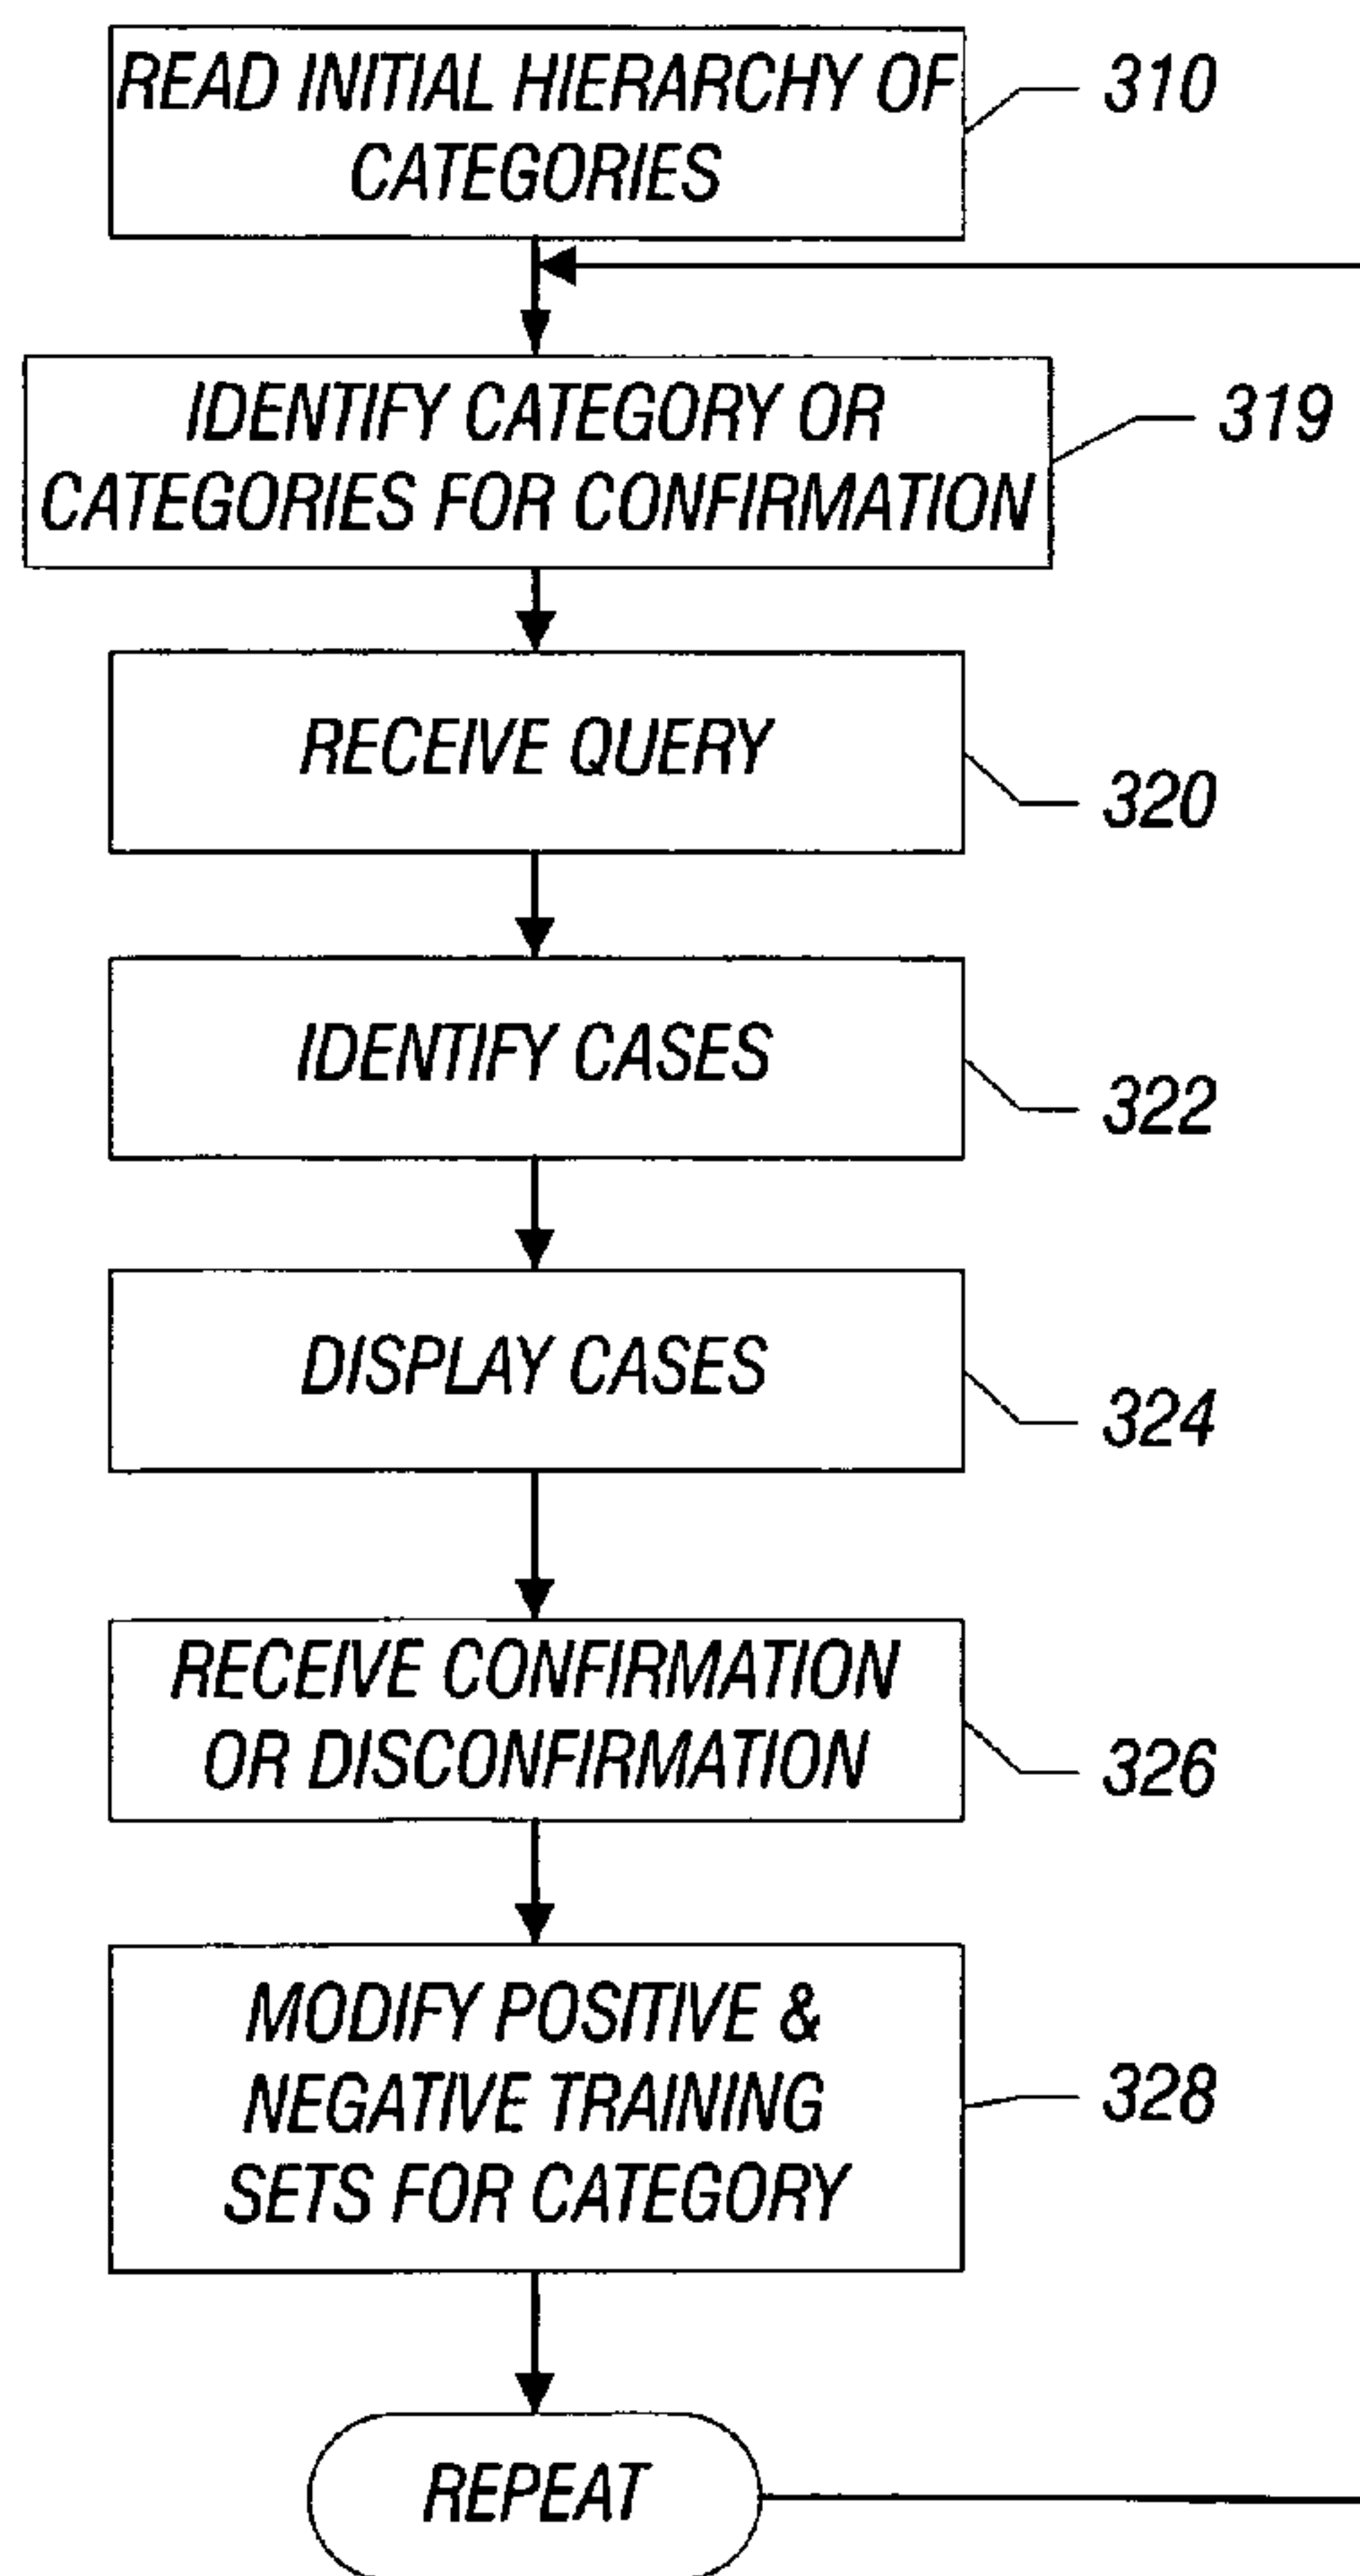 READ INITIAL HIERARCHY OF
CATEGORIES
310
IDENTIFY CATEGORY OR
CATEGORIES FOR CONFIRMATION
319
RECEIVE QUERY
320
IDENTIFY CASES
322
DISPLAY CASES
324
RECEIVE CONFIRMATION
OR DISCONFIRMATION
326
MODIFY POSITIVE &
NEGATIVE TRAINING
SETS FOR CATEGORY
328
REPEAT